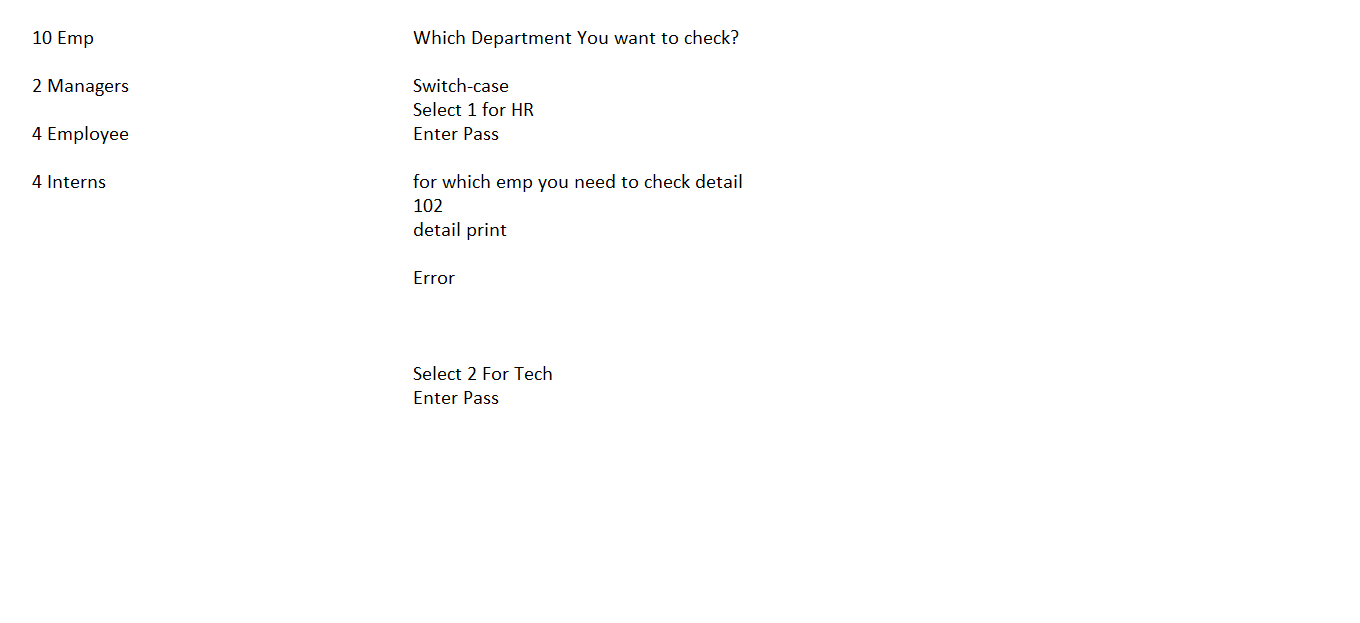 10 Emp
2 Managers
4 Employee
4 Interns
Which Department You want to check?
Switch-case
Select 1 for HR
Enter Pass
for which emp you need to check detail
102
detail print
Error
Select 2 For Tech
Enter Pass